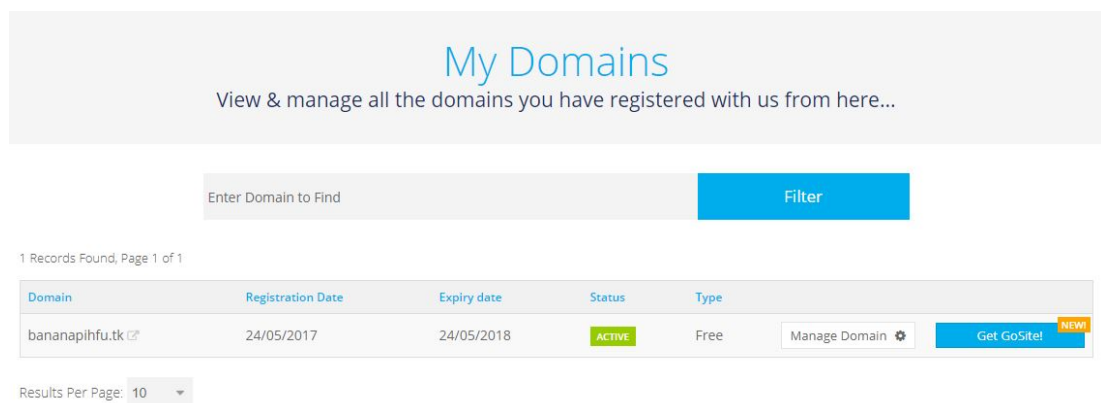 My Domains
View & manage all the domains you have registered with us from here...
Enter Domain to Find
Filter
1 Records Found, Page 1 of 1
Domain Registration Date Expiry date Status Type
NEW!
bananapihfu.tk 24/05/2017 24/05/2018 ACTIVE Free Manage Domain Get GoSite!
Results Per Page: 10